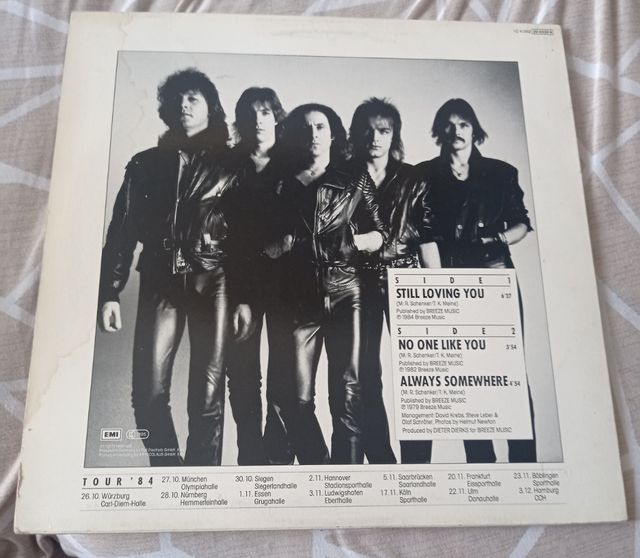 SIDE 1
STILL LOVING YOU 6'27
(M: R. Schenker/T: K. Meine)
Published by BREEZE MUSIC
℗ 1984 Breeze Music
SIDE 2
NO ONE LIKE YOU 3'54
(M: R. Schenker/T: K. Meine)
Published by BREEZE MUSIC
℗ 1982 Breeze Music
ALWAYS SOMEWHERE 4'54
(M: R. Schenker/T: K. Meine)
Published by BREEZE MUSIC
℗ 1979 Breeze Music
Management: David Krebs, Steve Leber &
Olaf Schröter; Photos by Helmut Newton
Produced by DIETER DIERKS for BREEZE MUSIC
EMI
TOUR '84
26.10. Würzburg
Carl-Diem-Halle
27.10. München
Olympiahalle
28.10. Nürnberg
Hemmerleinhalle
30.10. Siegen
Siegerlandhalle
1.11. Essen
Grugahalle
2.11. Hannover
Stadionsporthalle
3.11. Ludwigshafen
Eberthalle
5.11. Saarbrücken
Saarlandhalle
17.11. Köln
Sporthalle
20.11. Frankfurt
Eissporthalle
22.11. Ulm
Donauhalle
23.11. Böblingen
Sporthalle
3.12. Hamburg
CCH